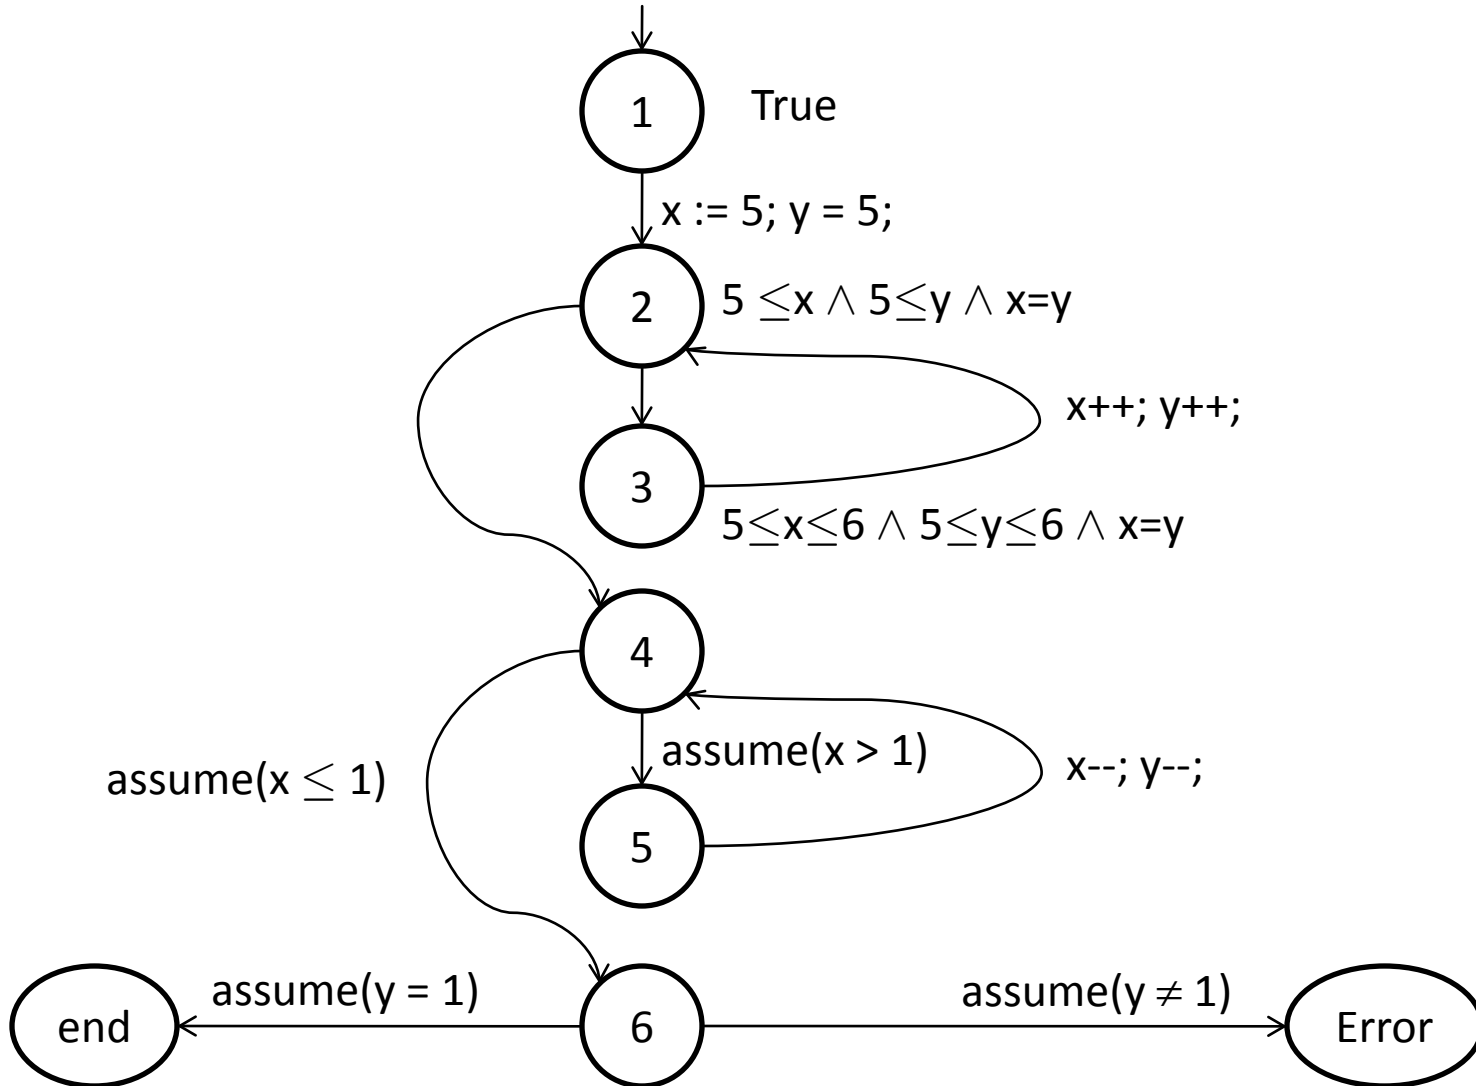 1 True
x := 5; y = 5;
2 5 ≤x ∧ 5≤y ∧ x=y
x++; y++;
3
5≤x≤6 ∧ 5≤y≤6 ∧ x=y
4
assume(x > 1)
x--; y--;
assume(x ≤ 1)
5
assume(y = 1)
assume(y ≠ 1)
end
6
Error